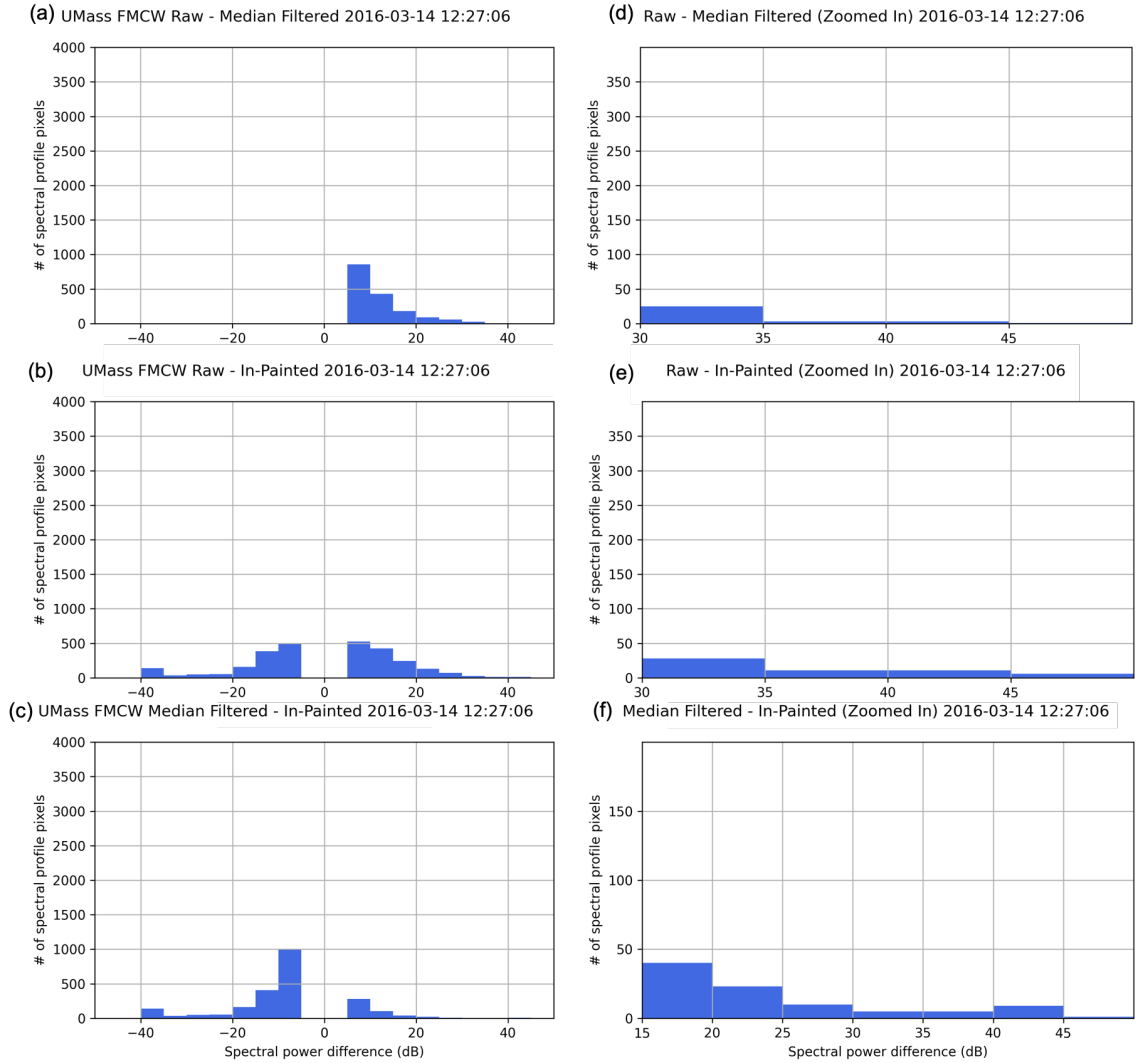 (a) UMass FMCW Raw - Median Filtered 2016-03-14 12:27:06
# of spectral profile pixels
4000
3500
3000
2500
2000
1500
1000
500
0
−40 −20 0 20 40
(d) Raw - Median Filtered (Zoomed In) 2016-03-14 12:27:06
# of spectral profile pixels
350
300
250
200
150
100
50
0
30 35 40 45
(b) UMass FMCW Raw - In-Painted 2016-03-14 12:27:06
# of spectral profile pixels
4000
3500
3000
2500
2000
1500
1000
500
0
−40 −20 0 20 40
(e) Raw - In-Painted (Zoomed In) 2016-03-14 12:27:06
# of spectral profile pixels
350
300
250
200
150
100
50
0
30 35 40 45
(c) UMass FMCW Median Filtered - In-Painted 2016-03-14 12:27:06
# of spectral profile pixels
4000
3500
3000
2500
2000
1500
1000
500
0
−40 −20 0 20 40
Spectral power difference (dB)
(f) Median Filtered - In-Painted (Zoomed In) 2016-03-14 12:27:06
# of spectral profile pixels
150
100
50
0
15 20 25 30 35 40 45
Spectral power difference (dB)